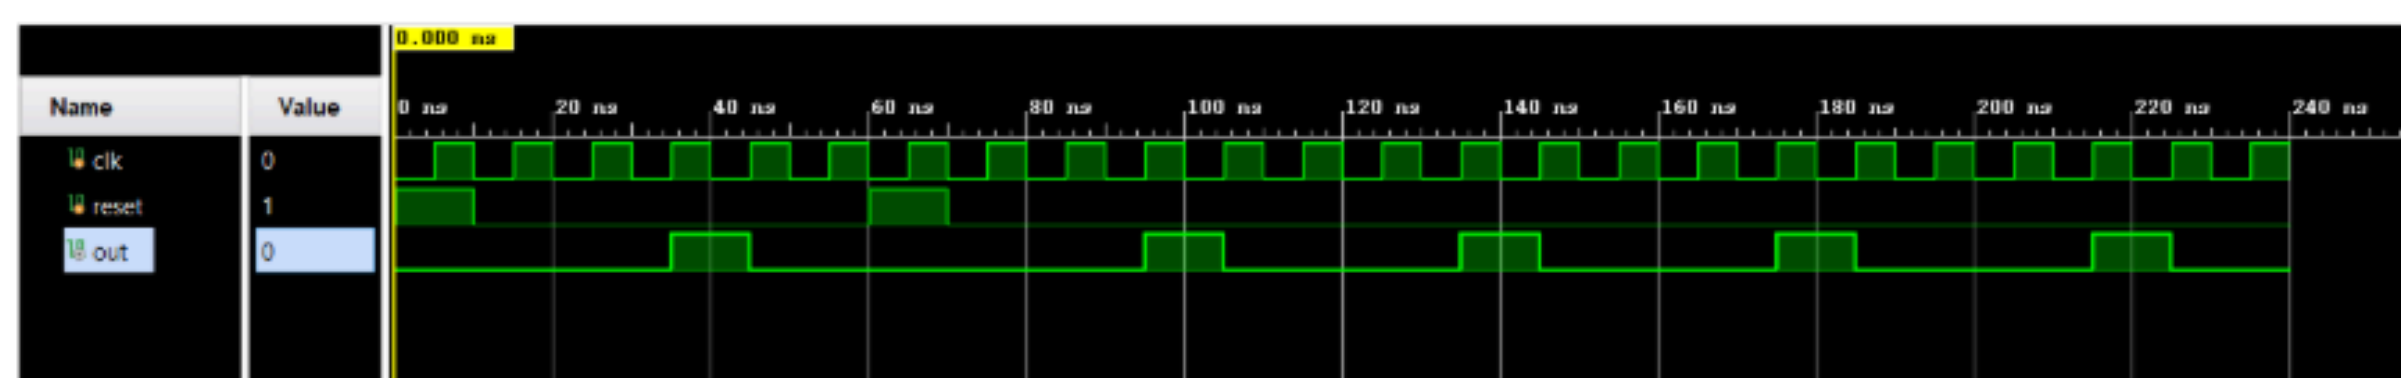 0.000 ns
Name Value
0 ns 20 ns 40 ns 60 ns 80 ns 100 ns 120 ns 140 ns 160 ns 180 ns 200 ns 220 ns 240 ns
clk 0
reset 1
out 0